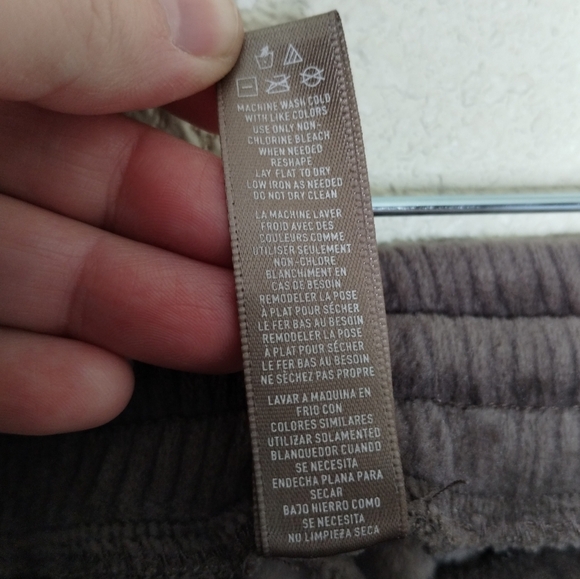 MACHINE WASH COLD
WITH LIKE COLORS
USE ONLY NON-
CHLORINE BLEACH
WHEN NEEDED
RESHAPE
LAY FLAT TO DRY
LOW IRON AS NEEDED
DO NOT DRY CLEAN
LA MACHINE LAVER
FROID AVEC DES
COULEURS COMME
UTILISER SEULEMENT
NON-CHLORE
BLANCHIMENT EN
CAS DE BESOIN
REMODELER LA POSE
À PLAT POUR SÉCHER
LE FER BAS AU BESOIN
REMODELER LA POSE
À PLAT POUR SÉCHER
LE FER BAS AU BESOIN
NE SÉCHEZ PAS PROPRE
LAVAR A MAQUINA EN
FRIO CON
COLORES SIMILARES
UTILIZAR SOLAMENTED
BLANQUEDOR CUANDO
SE NECESITA
ENDECHA PLANA PARA
SECAR
BAJO HIERRO COMO
SE NECESITA
NO LIMPIEZA SECA